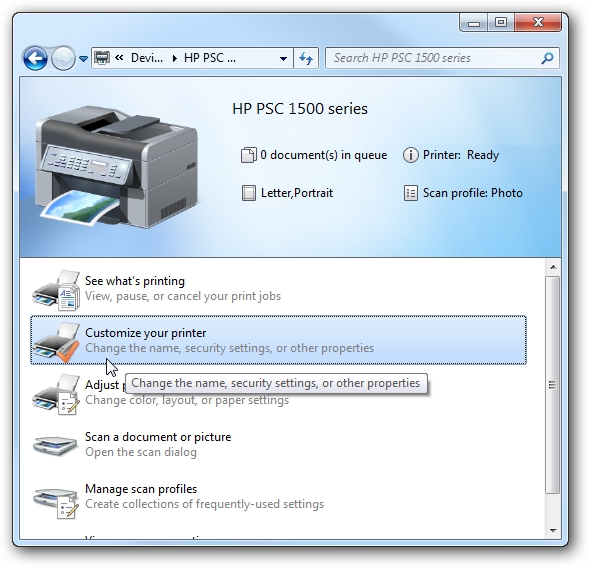 « Devi... ▸ HP PSC ...
Search HP PSC 1500 series
HP PSC 1500 series
0 document(s) in queue
Printer: Ready
Letter,Portrait
Scan profile: Photo
See what's printing
View, pause, or cancel your print jobs
Customize your printer
Change the name, security settings, or other properties
Change the name, security settings, or other properties
Adjust
Change color, layout, or paper settings
Scan a document or picture
Open the scan dialog
Manage scan profiles
Create collections of frequently-used settings